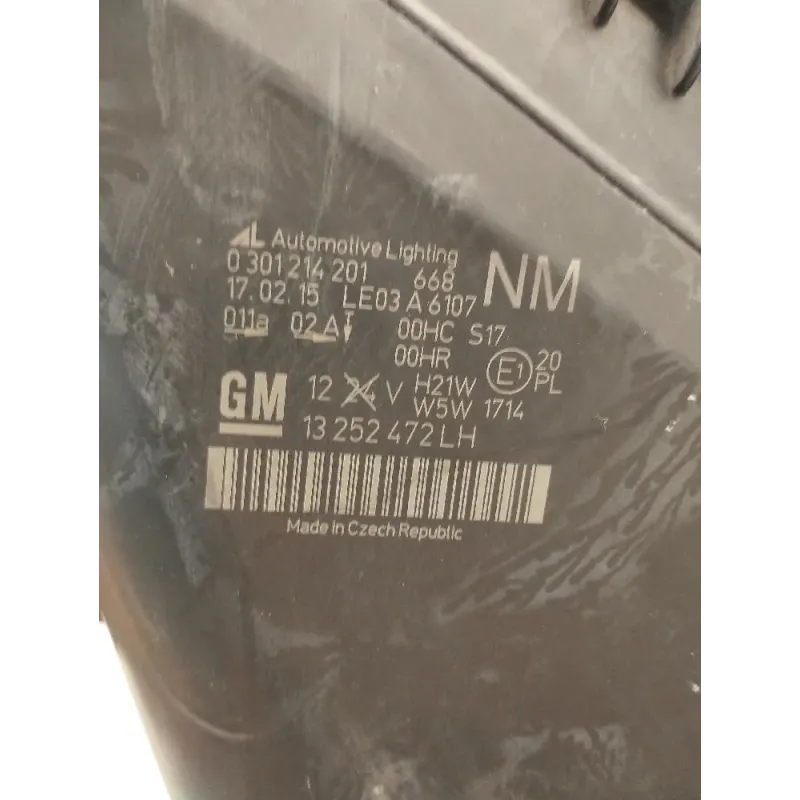 AL Automotive Lighting
0 301 214 201 668 NM
17.02.15 LE03 A 6107
011a 02A 00HC S17
00HR E1 20 PL
GM 12 24 V H21W
W5W 1714
13 252 472 LH
Made in Czech Republic